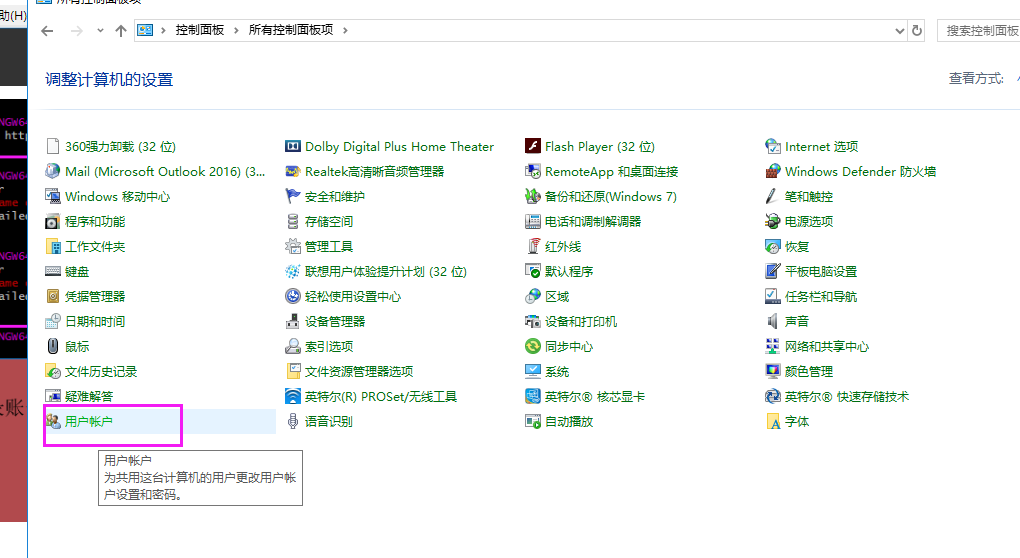 所有控制面板项
助(H)
控制面板 所有控制面板项
搜索控制面板
调整计算机的设置
查看方式:
NGW64
http
360强力卸载 (32 位)
Dolby Digital Plus Home Theater
Flash Player (32 位)
Internet 选项
Mail (Microsoft Outlook 2016) (3...
Realtek高清晰音频管理器
RemoteApp 和桌面连接
Windows Defender 防火墙
Windows 移动中心
安全和维护
备份和还原(Windows 7)
笔和触控
程序和功能
存储空间
电话和调制解调器
电源选项
工作文件夹
管理工具
红外线
恢复
键盘
联想用户体验提升计划 (32 位)
默认程序
平板电脑设置
凭据管理器
轻松使用设置中心
区域
任务栏和导航
日期和时间
设备管理器
设备和打印机
声音
鼠标
索引选项
同步中心
网络和共享中心
文件历史记录
文件资源管理器选项
系统
颜色管理
疑难解答
英特尔(R) PROSet/无线工具
英特尔® 核芯显卡
英特尔® 快速存储技术
用户帐户
语音识别
自动播放
字体
用户帐户
为共用这台计算机的用户更改用户帐
户设置和密码。
NGW64
r
ame
ailed
NGW64
r
ame
ailed
NGW64
账